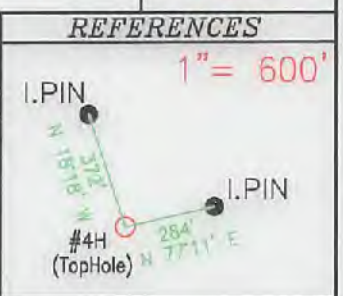 REFERENCES
1"= 600'
I.PIN
N 18°18' W
372'
I.PIN
284'
N 77°11' E
#4H
(TopHole)